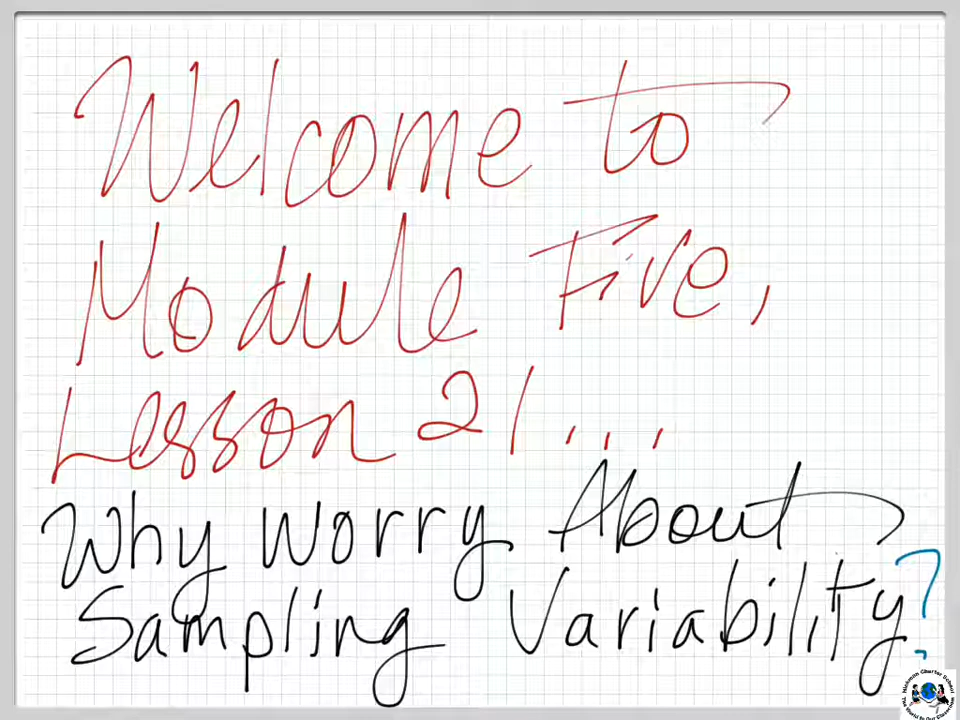 Welcome to
Module Five,
Lesson 21...
Why Worry About
Sampling Variability?